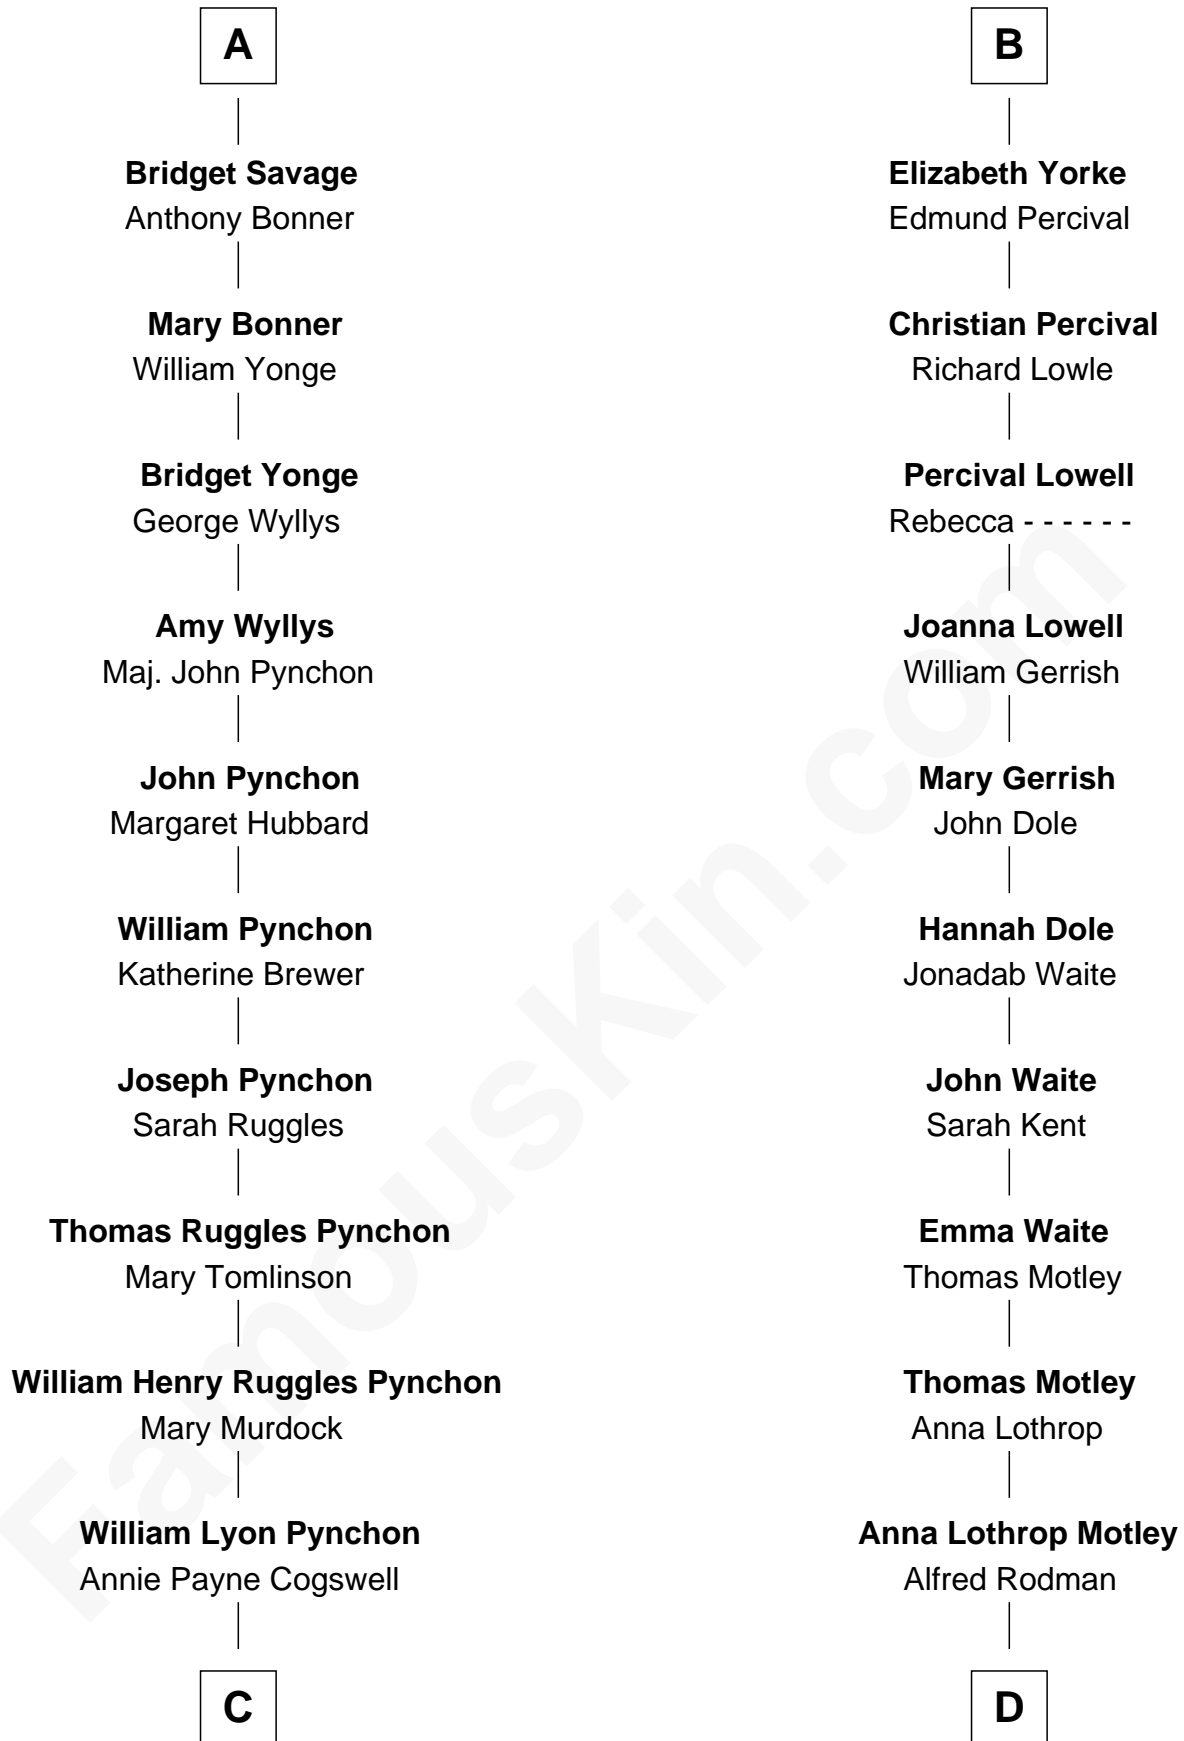 A
Bridget Savage
Anthony Bonner
Mary Bonner
William Yonge
Bridget Yonge
George Wyllys
Amy Wyllys
Maj. John Pynchon
John Pynchon
Margaret Hubbard
William Pynchon
Katherine Brewer
Joseph Pynchon
Sarah Ruggles
Thomas Ruggles Pynchon
Mary Tomlinson
William Henry Ruggles Pynchon
Mary Murdock
William Lyon Pynchon
Annie Payne Cogswell
C
B
Elizabeth Yorke
Edmund Percival
Christian Percival
Richard Lowle
Percival Lowell
Rebecca - - - - - -
Joanna Lowell
William Gerrish
Mary Gerrish
John Dole
Hannah Dole
Jonadab Waite
John Waite
Sarah Kent
Emma Waite
Thomas Motley
Thomas Motley
Anna Lothrop
Anna Lothrop Motley
Alfred Rodman
D
FamousKin.com